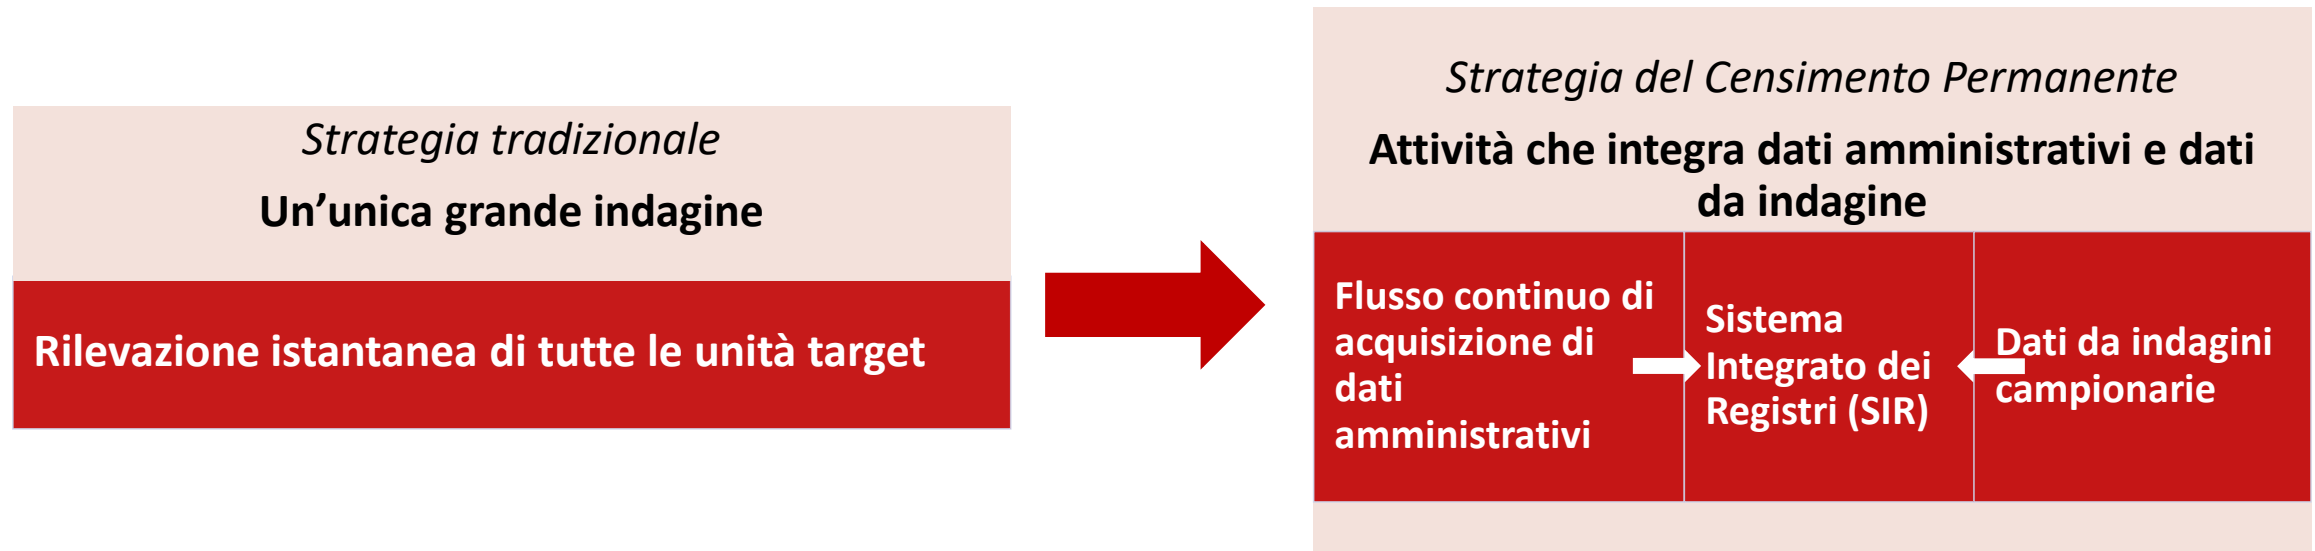 Strategia tradizionale
Un’unica grande indagine
Rilevazione istantanea di tutte le unità target
Strategia del Censimento Permanente
Attività che integra dati amministrativi e dati
da indagine
Flusso continuo di
acquisizione di
dati
amministrativi
Sistema
Integrato dei
Registri (SIR)
Dati da indagini
campionarie